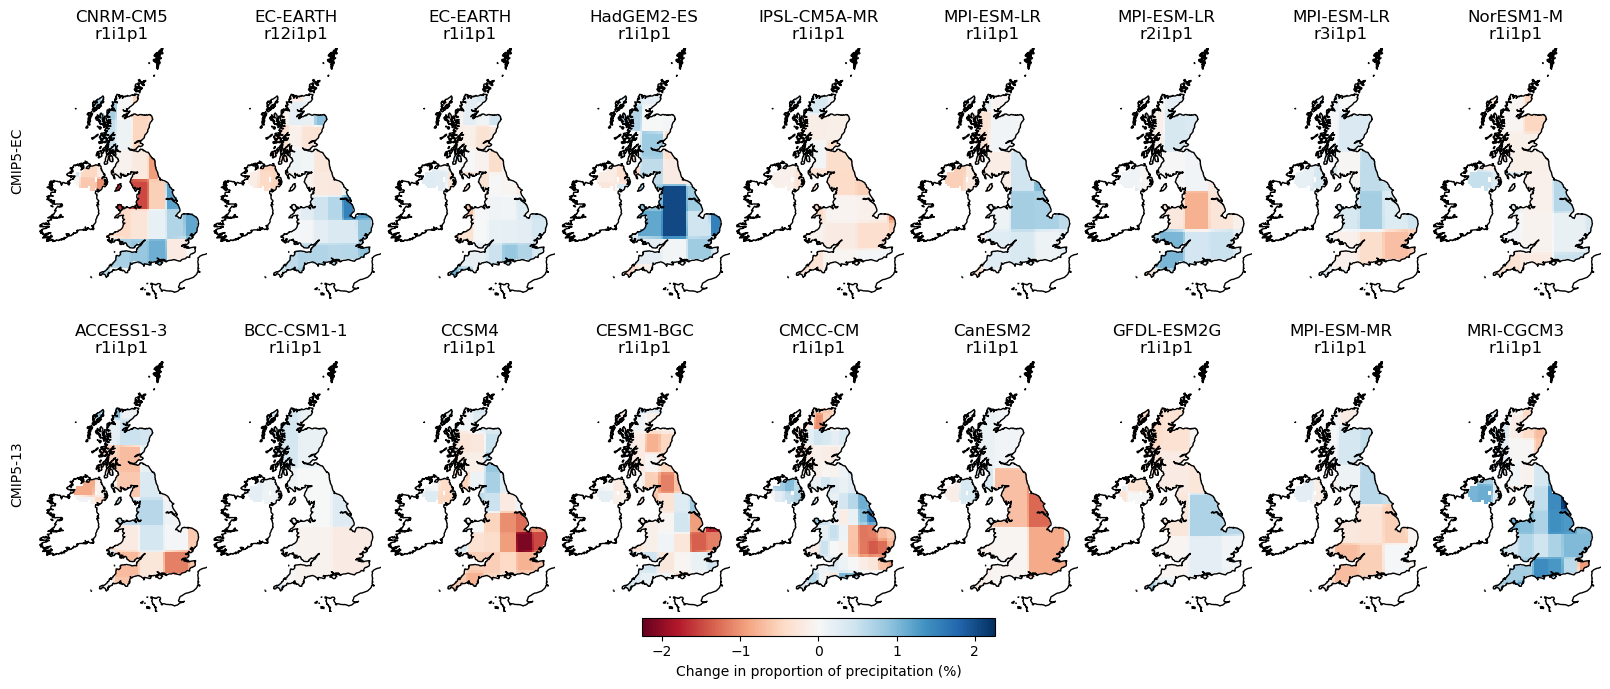 CNRM-CM5 EC-EARTH EC-EARTH HadGEM2-ES IPSL-CM5A-MR MPI-ESM-LR MPI-ESM-LR MPI-ESM-LR NorESM1-M
r1i1p1 r12i1p1 r1i1p1 r1i1p1 r1i1p1 r1i1p1 r2i1p1 r3i1p1 r1i1p1
CMIP5-EC
ACCESS1-3 BCC-CSM1-1 CCSM4 CESM1-BGC CMCC-CM CanESM2 GFDL-ESM2G MPI-ESM-MR MRI-CGCM3
r1i1p1 r1i1p1 r1i1p1 r1i1p1 r1i1p1 r1i1p1 r1i1p1 r1i1p1 r1i1p1
CMIP5-13
−2 −1 0 1 2
Change in proportion of precipitation (%)